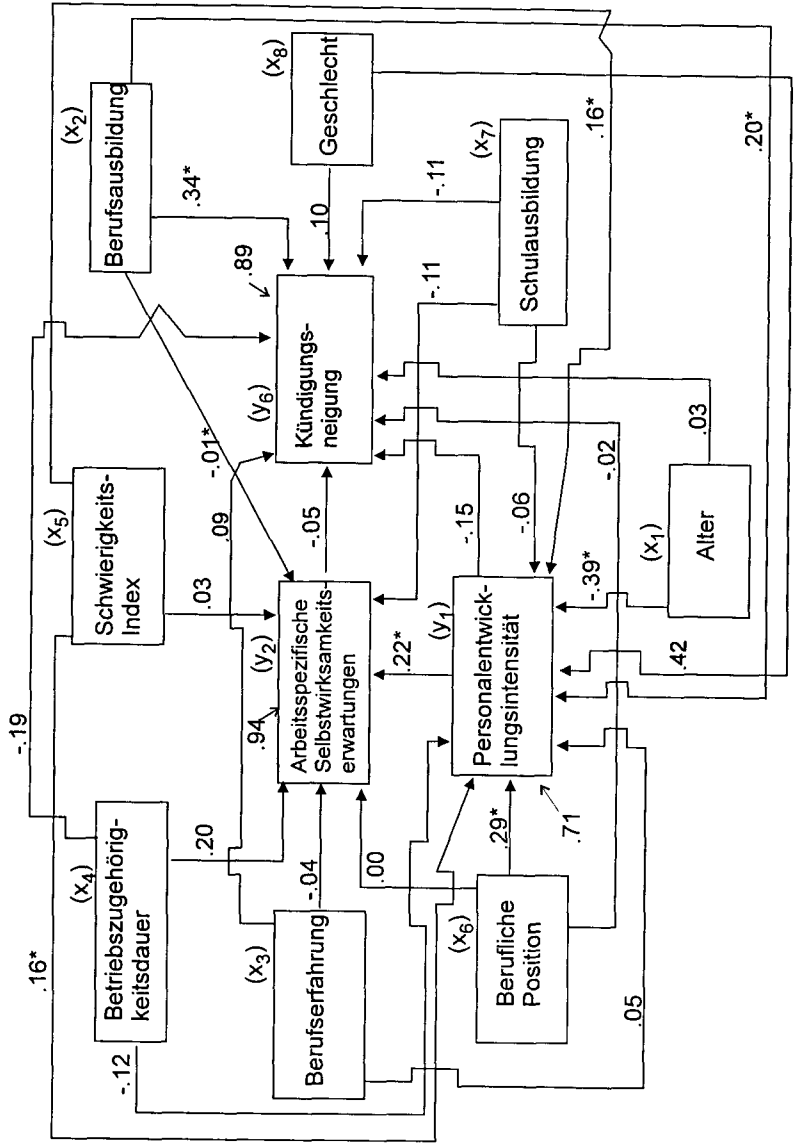 (x₄)
Betriebszugehörig-
keitsdauer
(x₅)
Schwierigkeits-
Index
(x₂)
Berufsausbildung
(x₃)
Berufserfahrung
(y₂)
Arbeitsspezifische
Selbstwirksamkeits-
erwartungen
(y₆)
Kündigungs-
neigung
(x₈)
Geschlecht
(x₆)
Berufliche
Position
(y₁)
Personalentwick-
lungsintensität
(x₇)
Schulausbildung
(x₁)
Alter
.16*
-.12
-.19
.20
.03
.34*
-.01*
.09
.94
.89
.10
-.04
-.05
-.11
-.11
.00
.22*
-.15
-.06
.16*
.29*
.71
-.39*
-.02
.03
.42
.20*
.05